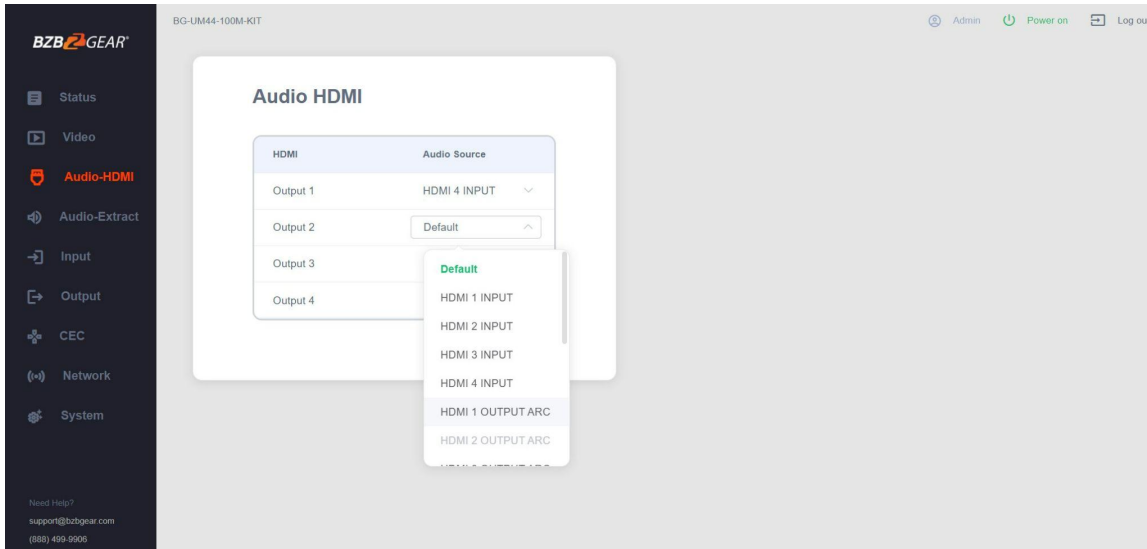 BG-UM44-100M-KIT
Admin
Power on
Log ou
BZBGEAR
Status
Video
Audio-HDMI
Audio-Extract
Input
Output
CEC
Network
System
Need Help?
support@bzbgear.com
(888) 499-9906
Audio HDMI
HDMI Audio Source
Output 1 HDMI 4 INPUT
Output 2 Default
Output 3
Output 4
Default
HDMI 1 INPUT
HDMI 2 INPUT
HDMI 3 INPUT
HDMI 4 INPUT
HDMI 1 OUTPUT ARC
HDMI 2 OUTPUT ARC